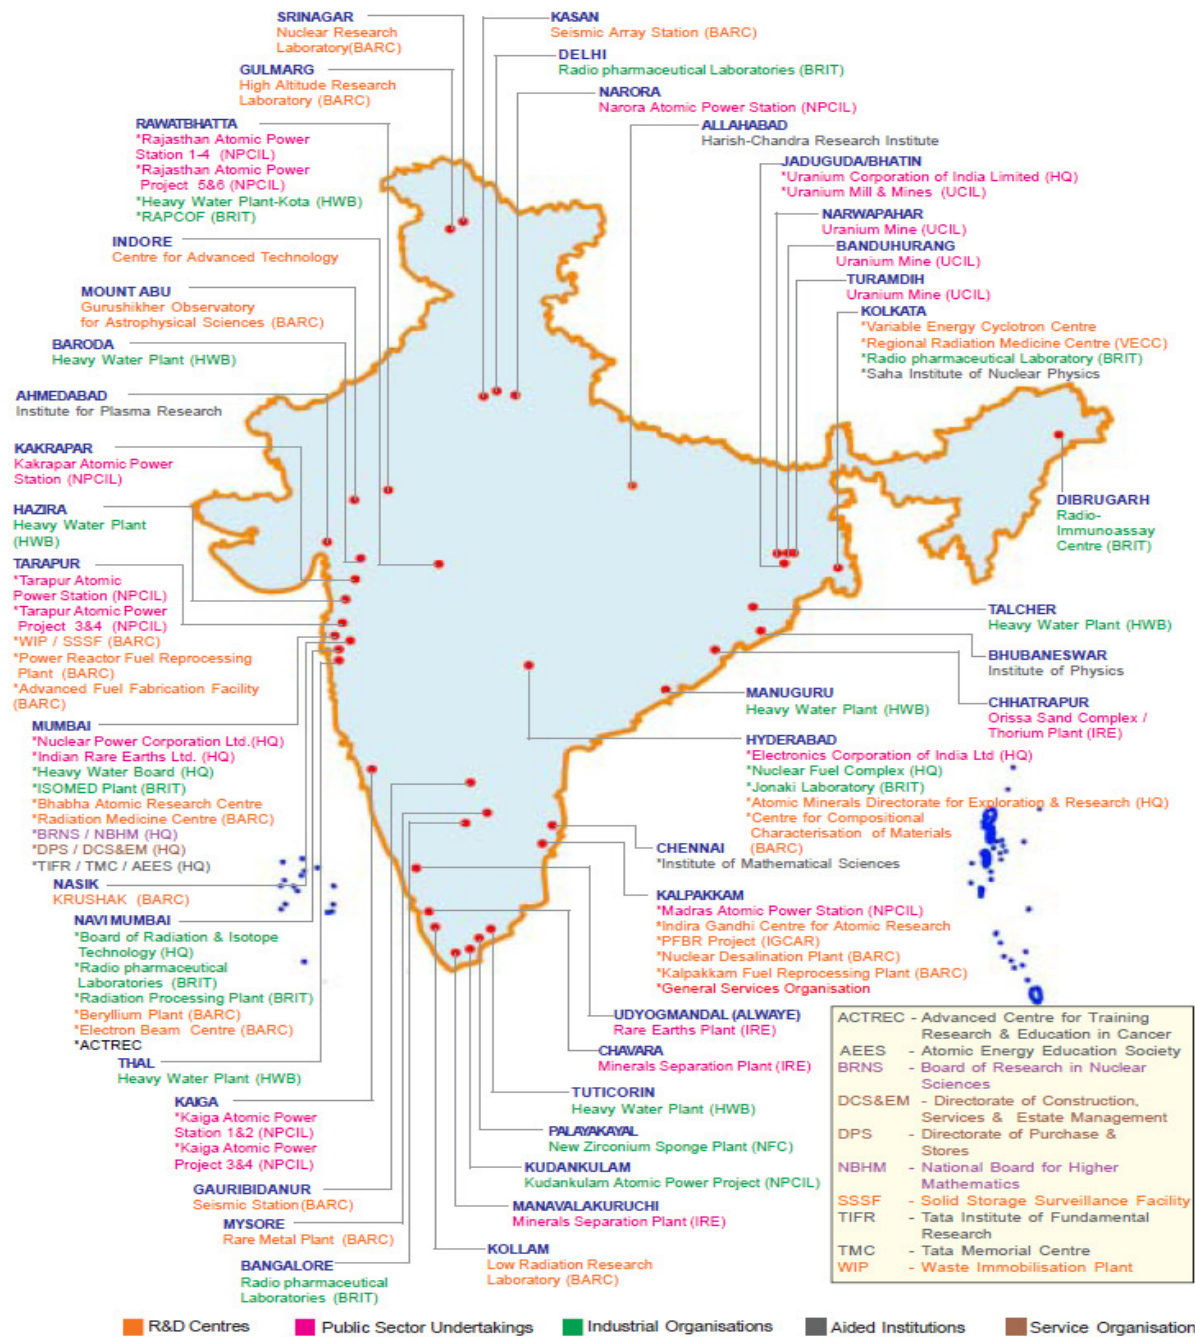 SRINAGAR
Nuclear Research
Laboratory(BARC)
GULMARG
High Altitude Research
Laboratory (BARC)
RAWATBHATTA
*Rajasthan Atomic Power
Station 1-4 (NPCIL)
*Rajasthan Atomic Power
Project 5&6 (NPCIL)
*Heavy Water Plant-Kota (HWB)
*RAPCOF (BRIT)
INDORE
Centre for Advanced Technology
MOUNT ABU
Gurushikher Observatory
for Astrophysical Sciences (BARC)
BARODA
Heavy Water Plant (HWB)
AHMEDABAD
Institute for Plasma Research
KAKRAPAR
Kakrapar Atomic Power
Station (NPCIL)
HAZIRA
Heavy Water Plant
(HWB)
TARAPUR
*Tarapur Atomic
Power Station (NPCIL)
*Tarapur Atomic Power
Project 3&4 (NPCIL)
*WIP / SSSF (BARC)
*Power Reactor Fuel Reprocessing
Plant (BARC)
*Advanced Fuel Fabrication Facility
(BARC)
MUMBAI
*Nuclear Power Corporation Ltd.(HQ)
*Indian Rare Earths Ltd. (HQ)
*Heavy Water Board (HQ)
*ISOMED Plant (BRIT)
*Bhabha Atomic Research Centre
*Radiation Medicine Centre (BARC)
*BRNS / NBHM (HQ)
*DPS / DCS&EM (HQ)
*TIFR / TMC / AEES (HQ)
NASIK
KRUSHAK (BARC)
NAVI MUMBAI
*Board of Radiation & Isotope
Technology (HQ)
*Radio pharmaceutical
Laboratories (BRIT)
*Radiation Processing Plant (BRIT)
*Beryllium Plant (BARC)
*Electron Beam Centre (BARC)
*ACTREC
THAL
Heavy Water Plant (HWB)
KAIGA
*Kaiga Atomic Power
Station 1&2 (NPCIL)
*Kaiga Atomic Power
Project 3&4 (NPCIL)
GAURIBIDANUR
Seismic Station(BARC)
MYSORE
Rare Metal Plant (BARC)
BANGALORE
Radio pharmaceutical
Laboratories (BRIT)
KASAN
Seismic Array Station (BARC)
DELHI
Radio pharmaceutical Laboratories (BRIT)
NARORA
Narora Atomic Power Station (NPCIL)
ALLAHABAD
Harish-Chandra Research Institute
JADUGUDA/BHATIN
*Uranium Corporation of India Limited (HQ)
*Uranium Mill & Mines (UCIL)
NARWAPAHAR
Uranium Mine (UCIL)
BANDUHURANG
Uranium Mine (UCIL)
TURAMDIH
Uranium Mine (UCIL)
KOLKATA
*Variable Energy Cyclotron Centre
*Regional Radiation Medicine Centre (VECC)
*Radio pharmaceutical Laboratory (BRIT)
*Saha Institute of Nuclear Physics
DIBRUGARH
Radio-
Immunoassay
Centre (BRIT)
TALCHER
Heavy Water Plant (HWB)
BHUBANESWAR
Institute of Physics
CHHATRAPUR
Orissa Sand Complex /
Thorium Plant (IRE)
MANUGURU
Heavy Water Plant (HWB)
HYDERABAD
*Electronics Corporation of India Ltd (HQ)
*Nuclear Fuel Complex (HQ)
*Jonaki Laboratory (BRIT)
*Atomic Minerals Directorate for Exploration & Research (HQ)
*Centre for Compositional
Characterisation of Materials
(BARC)
CHENNAI
*Institute of Mathematical Sciences
KALPAKKAM
*Madras Atomic Power Station (NPCIL)
*Indira Gandhi Centre for Atomic Research
*PFBR Project (IGCAR)
*Nuclear Desalination Plant (BARC)
*Kalpakkam Fuel Reprocessing Plant (BARC)
*General Services Organisation
UDYOGMANDAL (ALWAYE)
Rare Earths Plant (IRE)
CHAVARA
Minerals Separation Plant (IRE)
TUTICORIN
Heavy Water Plant (HWB)
PALAYAKAYAL
New Zirconium Sponge Plant (NFC)
KUDANKULAM
Kudankulam Atomic Power Project (NPCIL)
MANAVALAKURUCHI
Minerals Separation Plant (IRE)
KOLLAM
Low Radiation Research
Laboratory (BARC)
ACTREC - Advanced Centre for Training
Research & Education in Cancer
AEES - Atomic Energy Education Society
BRNS - Board of Research in Nuclear
Sciences
DCS&EM - Directorate of Construction,
Services & Estate Management
DPS - Directorate of Purchase &
Stores
NBHM - National Board for Higher
Mathematics
SSSF - Solid Storage Surveillance Facility
TIFR - Tata Institute of Fundamental
Research
TMC - Tata Memorial Centre
WIP - Waste Immobilisation Plant
R&D Centres
Public Sector Undertakings
Industrial Organisations
Aided Institutions
Service Organisation